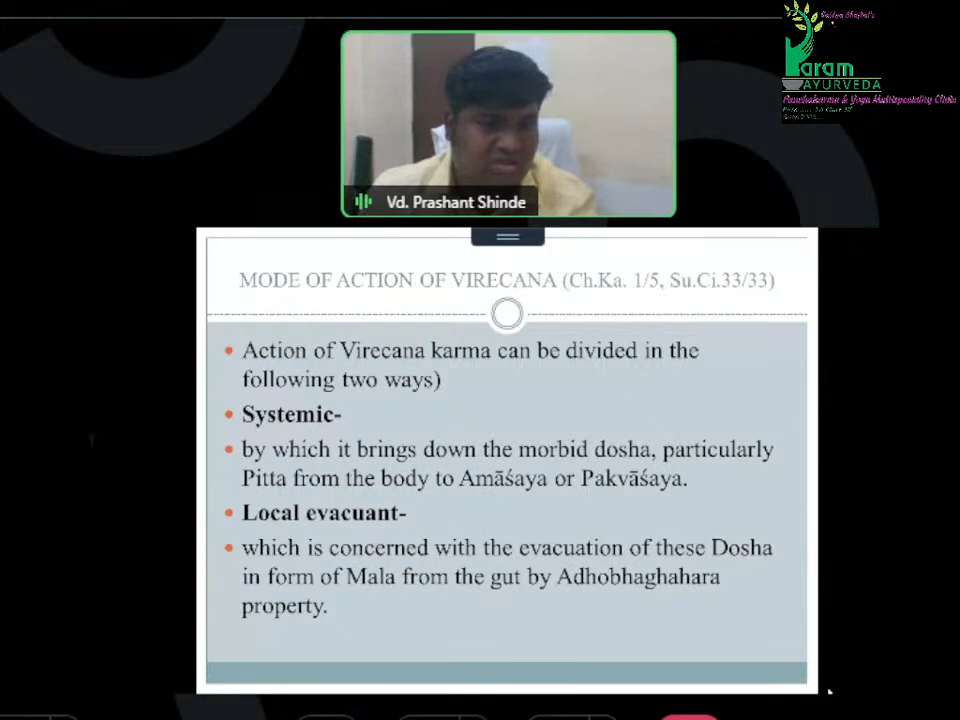 Vaidya Shejbal's
Karam
AYURVEDA
Panchakarma & Yoga Multispeciality Clinic
Vd. Prashant Shinde
MODE OF ACTION OF VIRECANA (Ch.Ka. 1/5, Su.Ci.33/33)
• Action of Virecana karma can be divided in the
following two ways)
• Systemic-
• by which it brings down the morbid dosha, particularly
Pitta from the body to Amāśaya or Pakvāśaya.
• Local evacuant-
• which is concerned with the evacuation of these Dosha
in form of Mala from the gut by Adhobhaghahara
property.